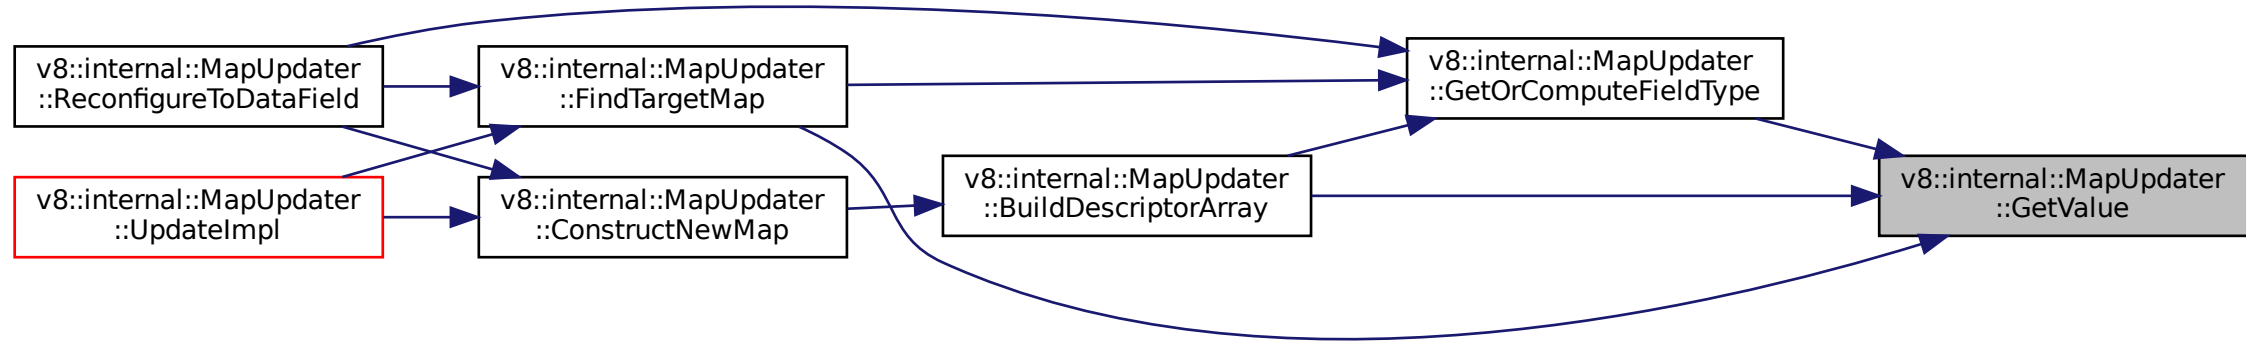 v8::internal::MapUpdater
::ReconfigureToDataField
v8::internal::MapUpdater
::UpdateImpl
v8::internal::MapUpdater
::FindTargetMap
v8::internal::MapUpdater
::ConstructNewMap
v8::internal::MapUpdater
::BuildDescriptorArray
v8::internal::MapUpdater
::GetOrComputeFieldType
v8::internal::MapUpdater
::GetValue